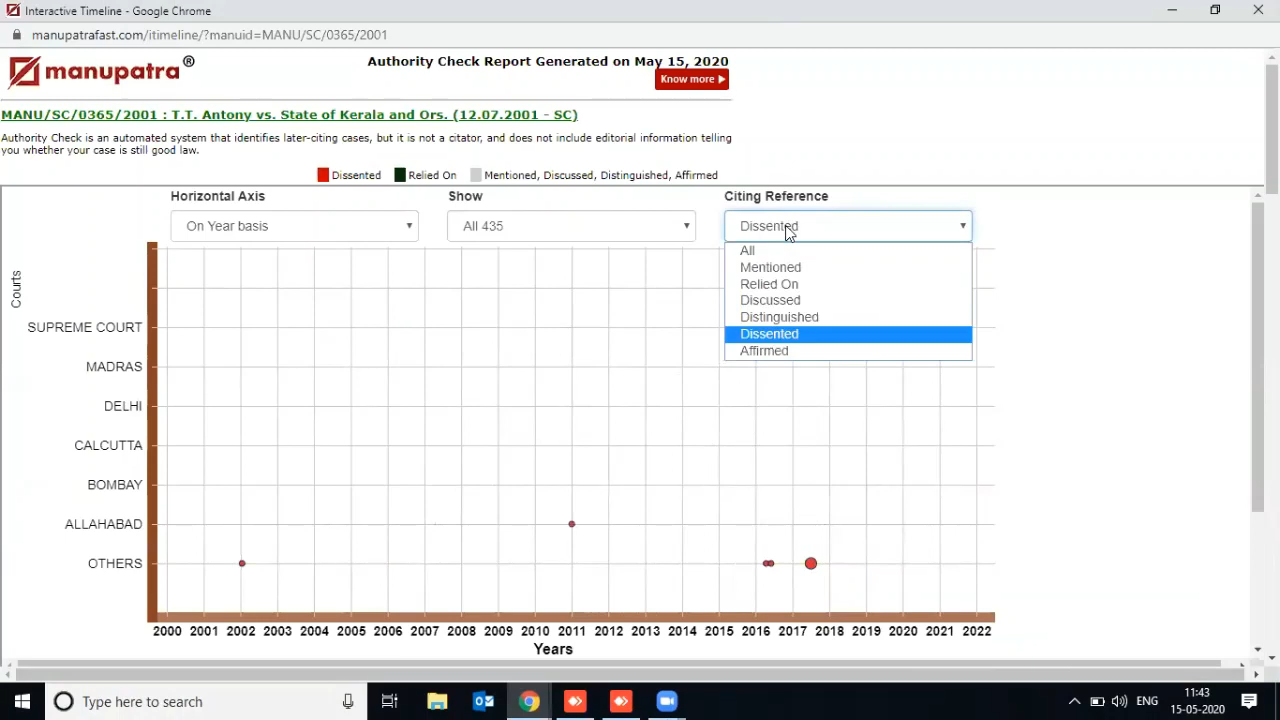 Interactive Timeline - Google Chrome
manupatrafast.com/itimeline/?manuid=MANU/SC/0365/2001
manupatra®
Authority Check Report Generated on May 15, 2020
Know more ▶
MANU/SC/0365/2001 : T.T. Antony vs. State of Kerala and Ors. (12.07.2001 - SC)
Authority Check is an automated system that identifies later-citing cases, but it is not a citator, and does not include editorial information telling
you whether your case is still good law.
Dissented Relied On Mentioned, Discussed, Distinguished, Affirmed
Horizontal Axis Show Citing Reference
On Year basis All 435 Dissented
All
Mentioned
Relied On
Discussed
Distinguished
Dissented
Affirmed
Courts
SUPREME COURT
MADRAS
DELHI
CALCUTTA
BOMBAY
ALLAHABAD
OTHERS
2000 2001 2002 2003 2004 2005 2006 2007 2008 2009 2010 2011 2012 2013 2014 2015 2016 2017 2018 2019 2020 2021 2022
Years
Type here to search
ENG
11:43
15-05-2020